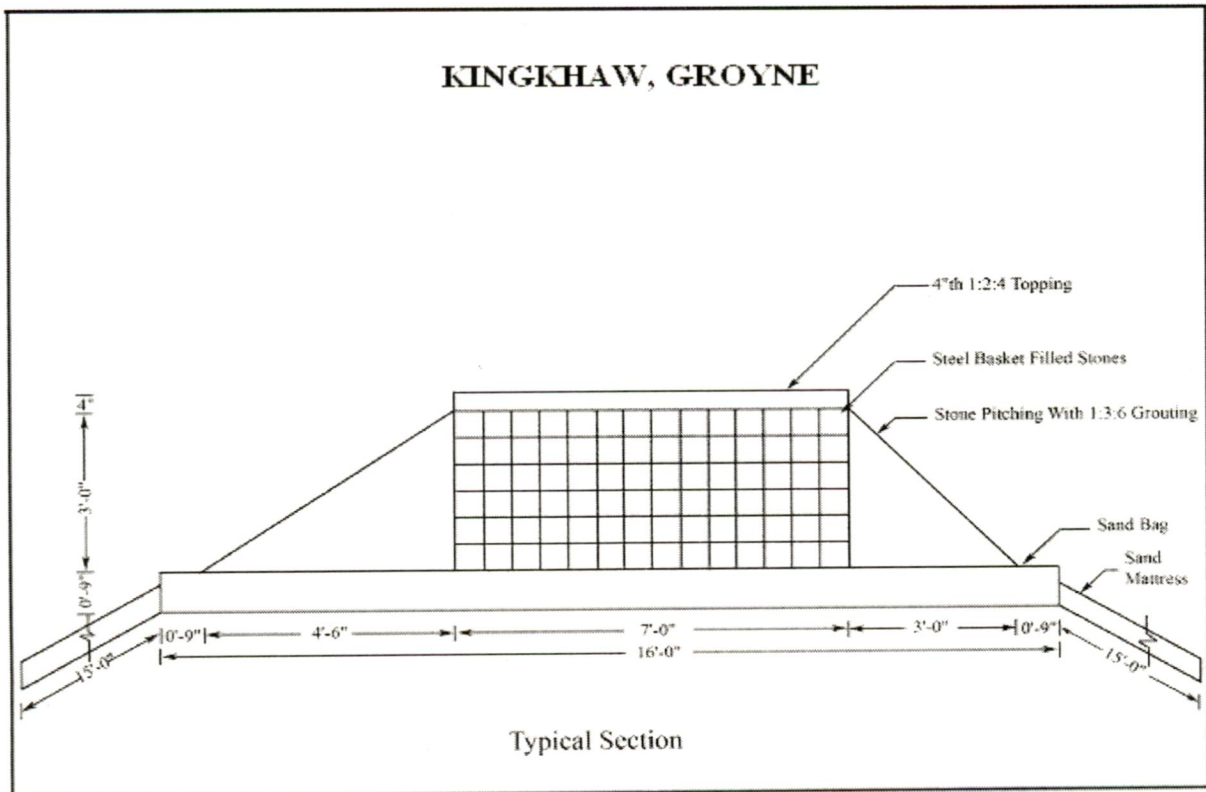 KINGKHAW, GROYNE
4"th 1:2:4 Topping
Steel Basket Filled Stones
Stone Pitching With 1:3:6 Grouting
Sand Bag
Sand
Mattress
4"
3'-0"
0'-9"
15'-0"
0'-9"
4'-6"
7'-0"
3'-0"
0'-9"
16'-0"
15'-0"
Typical Section